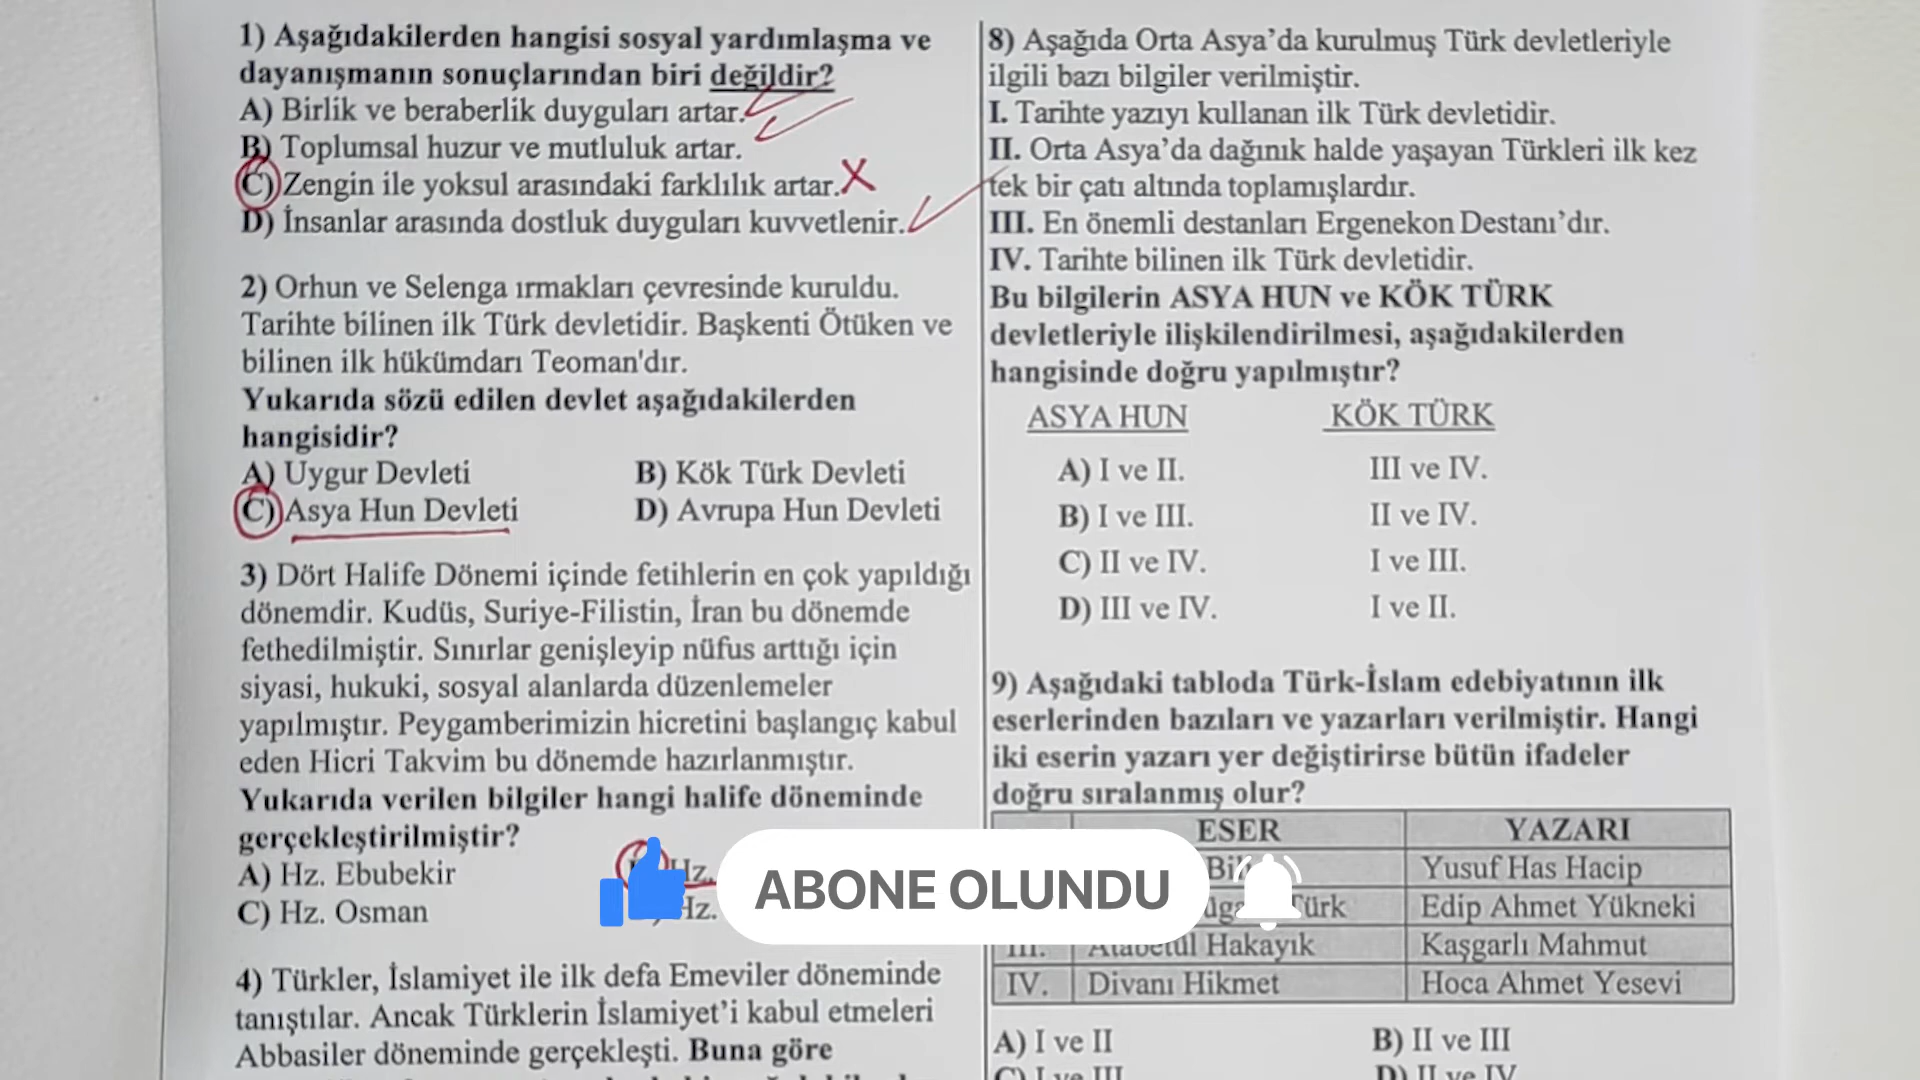 1) Aşağıdakilerden hangisi sosyal yardımlaşma ve
dayanışmanın sonuçlarından biri değildir?
A) Birlik ve beraberlik duyguları artar.
B) Toplumsal huzur ve mutluluk artar.
C) Zengin ile yoksul arasındaki farklılık artar.
D) İnsanlar arasında dostluk duyguları kuvvetlenir.
2) Orhun ve Selenga ırmakları çevresinde kuruldu.
Tarihte bilinen ilk Türk devletidir. Başkenti Ötüken ve
bilinen ilk hükümdarı Teoman'dır.
Yukarıda sözü edilen devlet aşağıdakilerden
hangisidir?
A) Uygur Devleti B) Kök Türk Devleti
C) Asya Hun Devleti D) Avrupa Hun Devleti
3) Dört Halife Dönemi içinde fetihlerin en çok yapıldığı
dönemdir. Kudüs, Suriye-Filistin, İran bu dönemde
fethedilmiştir. Sınırlar genişleyip nüfus arttığı için
siyasi, hukuki, sosyal alanlarda düzenlemeler
yapılmıştır. Peygamberimizin hicretini başlangıç kabul
eden Hicri Takvim bu dönemde hazırlanmıştır.
Yukarıda verilen bilgiler hangi halife döneminde
gerçekleştirilmiştir?
A) Hz. Ebubekir Hz.
C) Hz. Osman Hz.
4) Türkler, İslamiyet ile ilk defa Emeviler döneminde
tanıştılar. Ancak Türklerin İslamiyet'i kabul etmeleri
Abbasiler döneminde gerçekleşti. Buna göre
8) Aşağıda Orta Asya'da kurulmuş Türk devletleriyle
ilgili bazı bilgiler verilmiştir.
I. Tarihte yazıyı kullanan ilk Türk devletidir.
II. Orta Asya'da dağınık halde yaşayan Türkleri ilk kez
tek bir çatı altında toplamışlardır.
III. En önemli destanları Ergenekon Destanı'dır.
IV. Tarihte bilinen ilk Türk devletidir.
Bu bilgilerin ASYA HUN ve KÖK TÜRK
devletleriyle ilişkilendirilmesi, aşağıdakilerden
hangisinde doğru yapılmıştır?
ASYA HUN KÖK TÜRK
A) I ve II. III ve IV.
B) I ve III. II ve IV.
C) II ve IV. I ve III.
D) III ve IV. I ve II.
9) Aşağıdaki tabloda Türk-İslam edebiyatının ilk
eserlerinden bazıları ve yazarları verilmiştir. Hangi
iki eserin yazarı yer değiştirirse bütün ifadeler
doğru sıralanmış olur?
ESER YAZARI
Yusuf Has Hacip
Türk Edip Ahmet Yükneki
III. Atabetül Hakayık Kaşgarlı Mahmut
IV. Divanı Hikmet Hoca Ahmet Yesevi
A) I ve II B) II ve III
C) I ve III D) II ve IV
ABONE OLUNDU